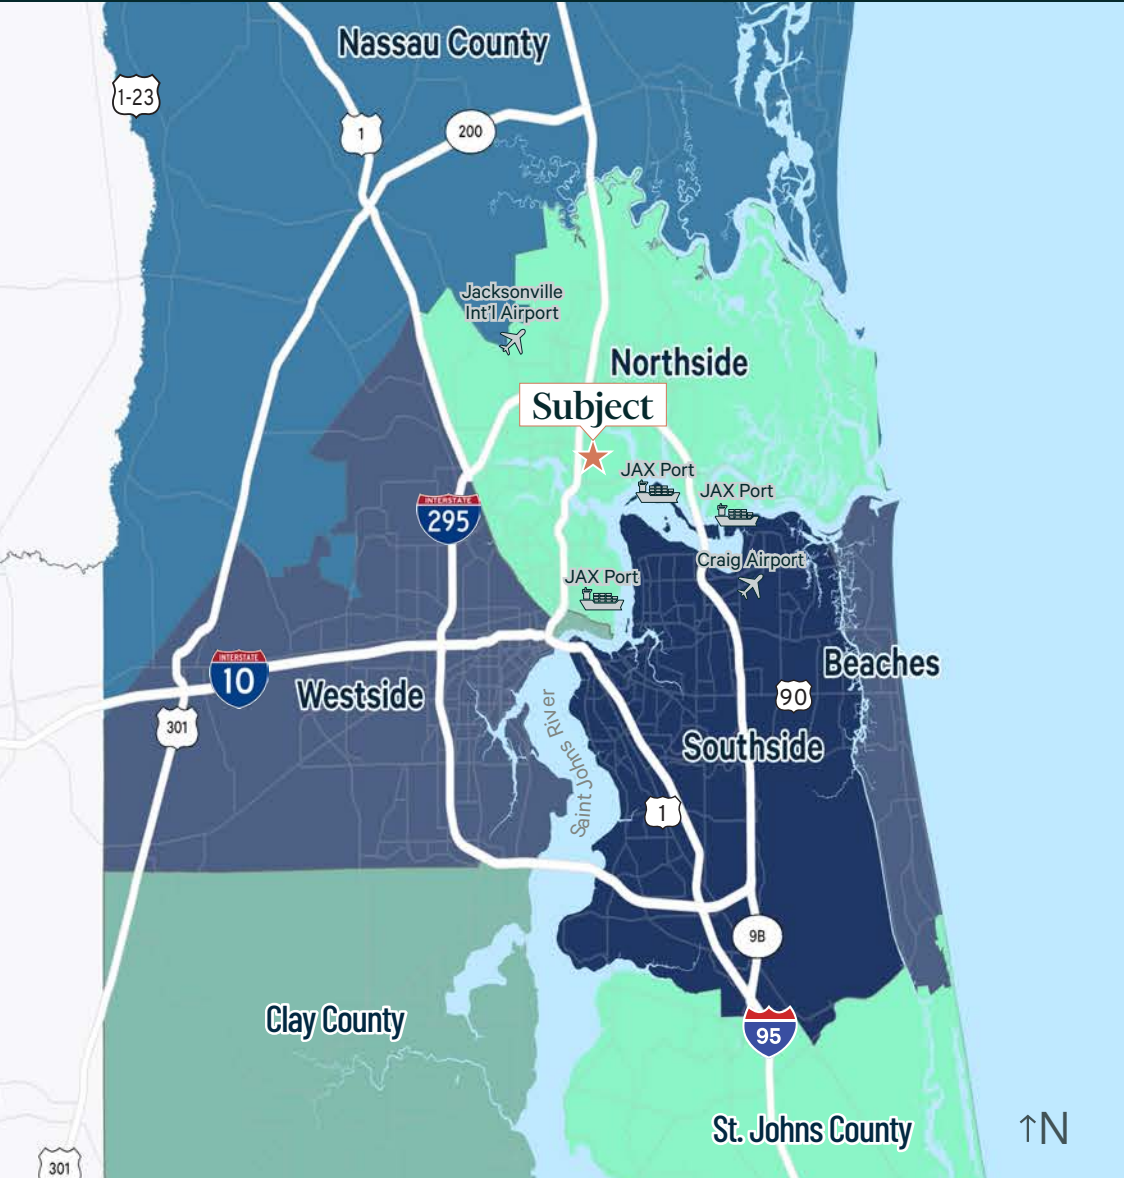 Nassau County
1-23
1
200
Jacksonville
Int'l Airport
Northside
Subject
JAX Port
JAX Port
INTERSTATE
295
Craig Airport
JAX Port
INTERSTATE
10
Westside
Beaches
90
301
Southside
Saint Johns River
1
9B
Clay County
95
St. Johns County
↑N
301